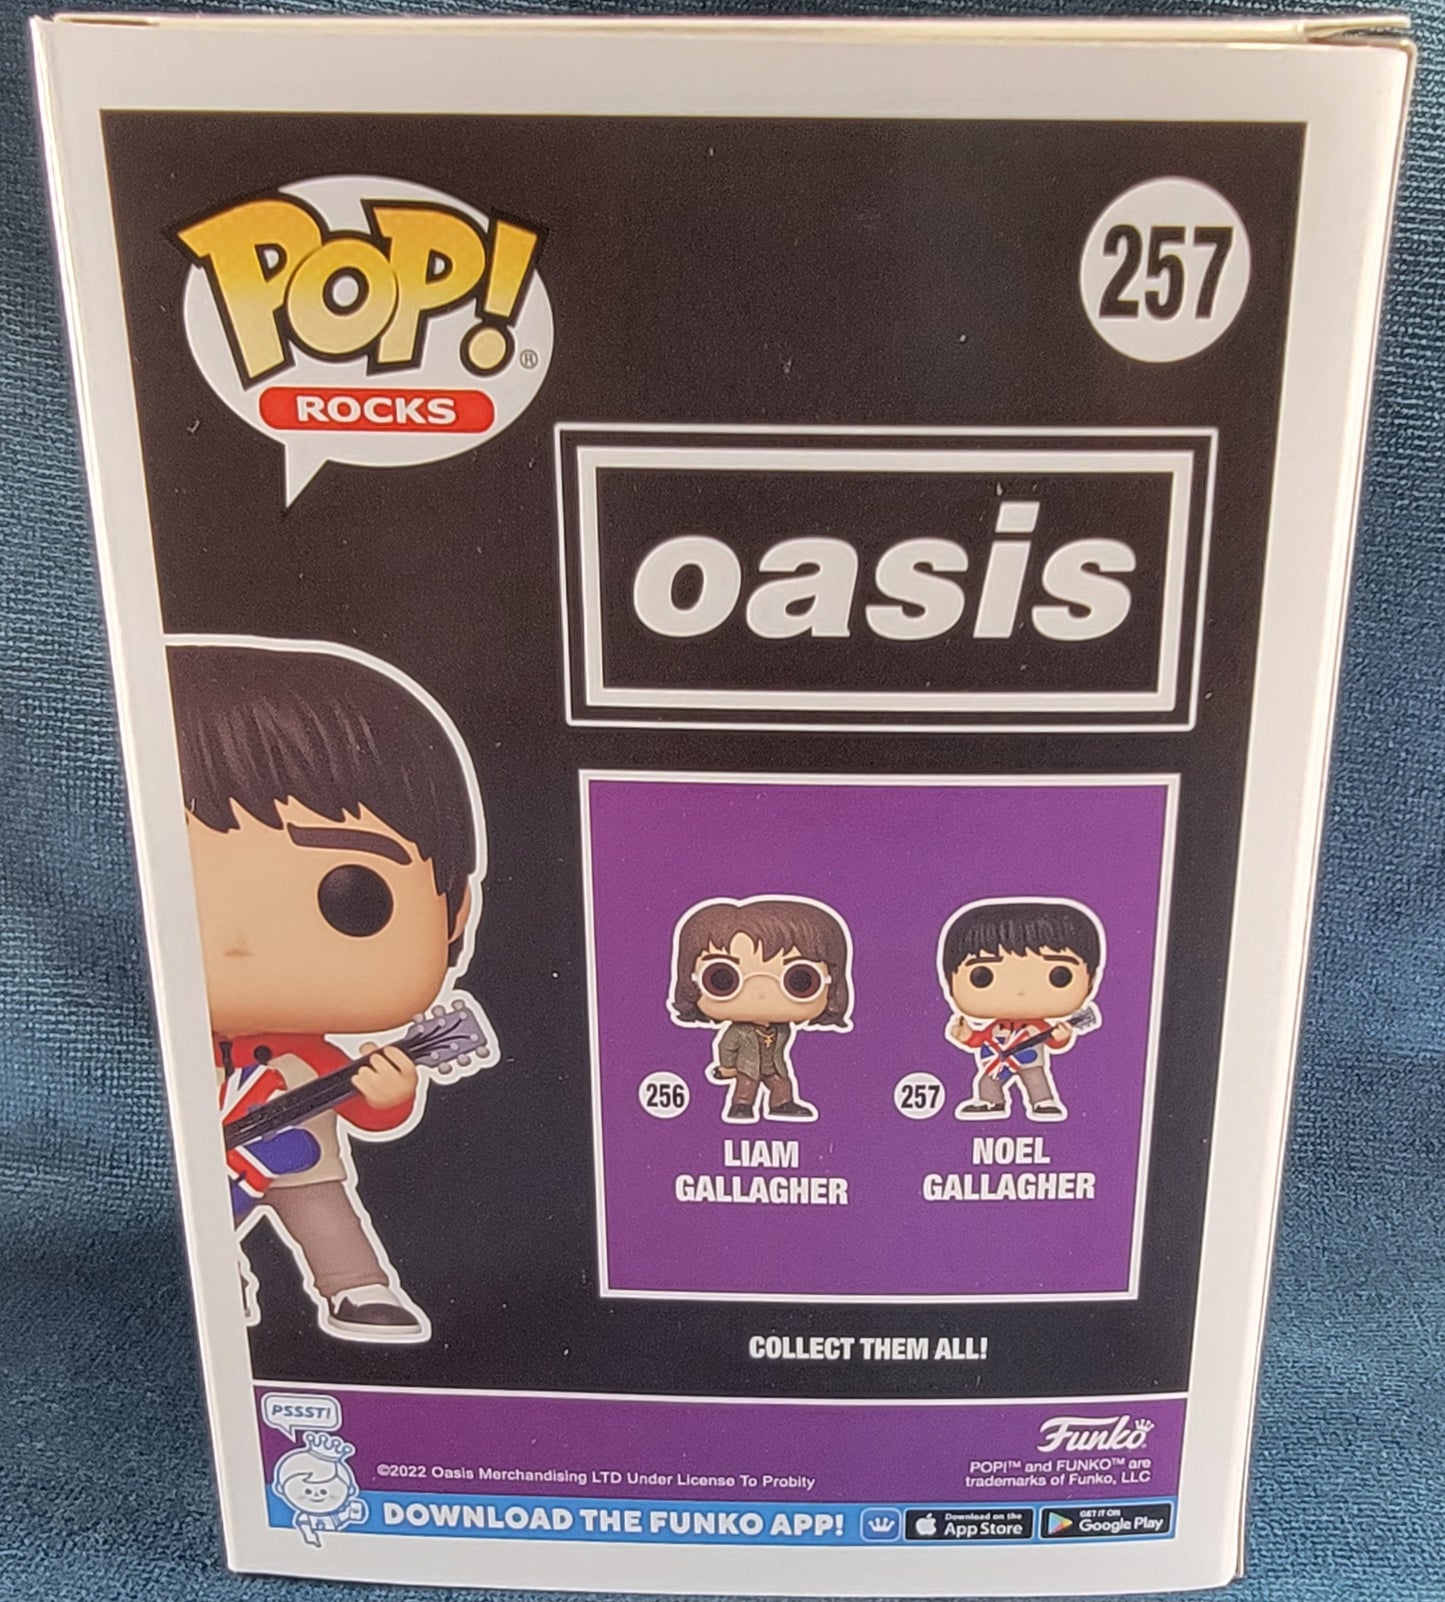 POP!®
ROCKS
257
oasis
256
LIAM
GALLAGHER
257
NOEL
GALLAGHER
COLLECT THEM ALL!
PSSST!
©2022 Oasis Merchandising LTD Under License To Probity
Funko
POP!™ and FUNKO™ are
trademarks of Funko, LLC
DOWNLOAD THE FUNKO APP!
Download on the
App Store
GET IT ON
Google Play